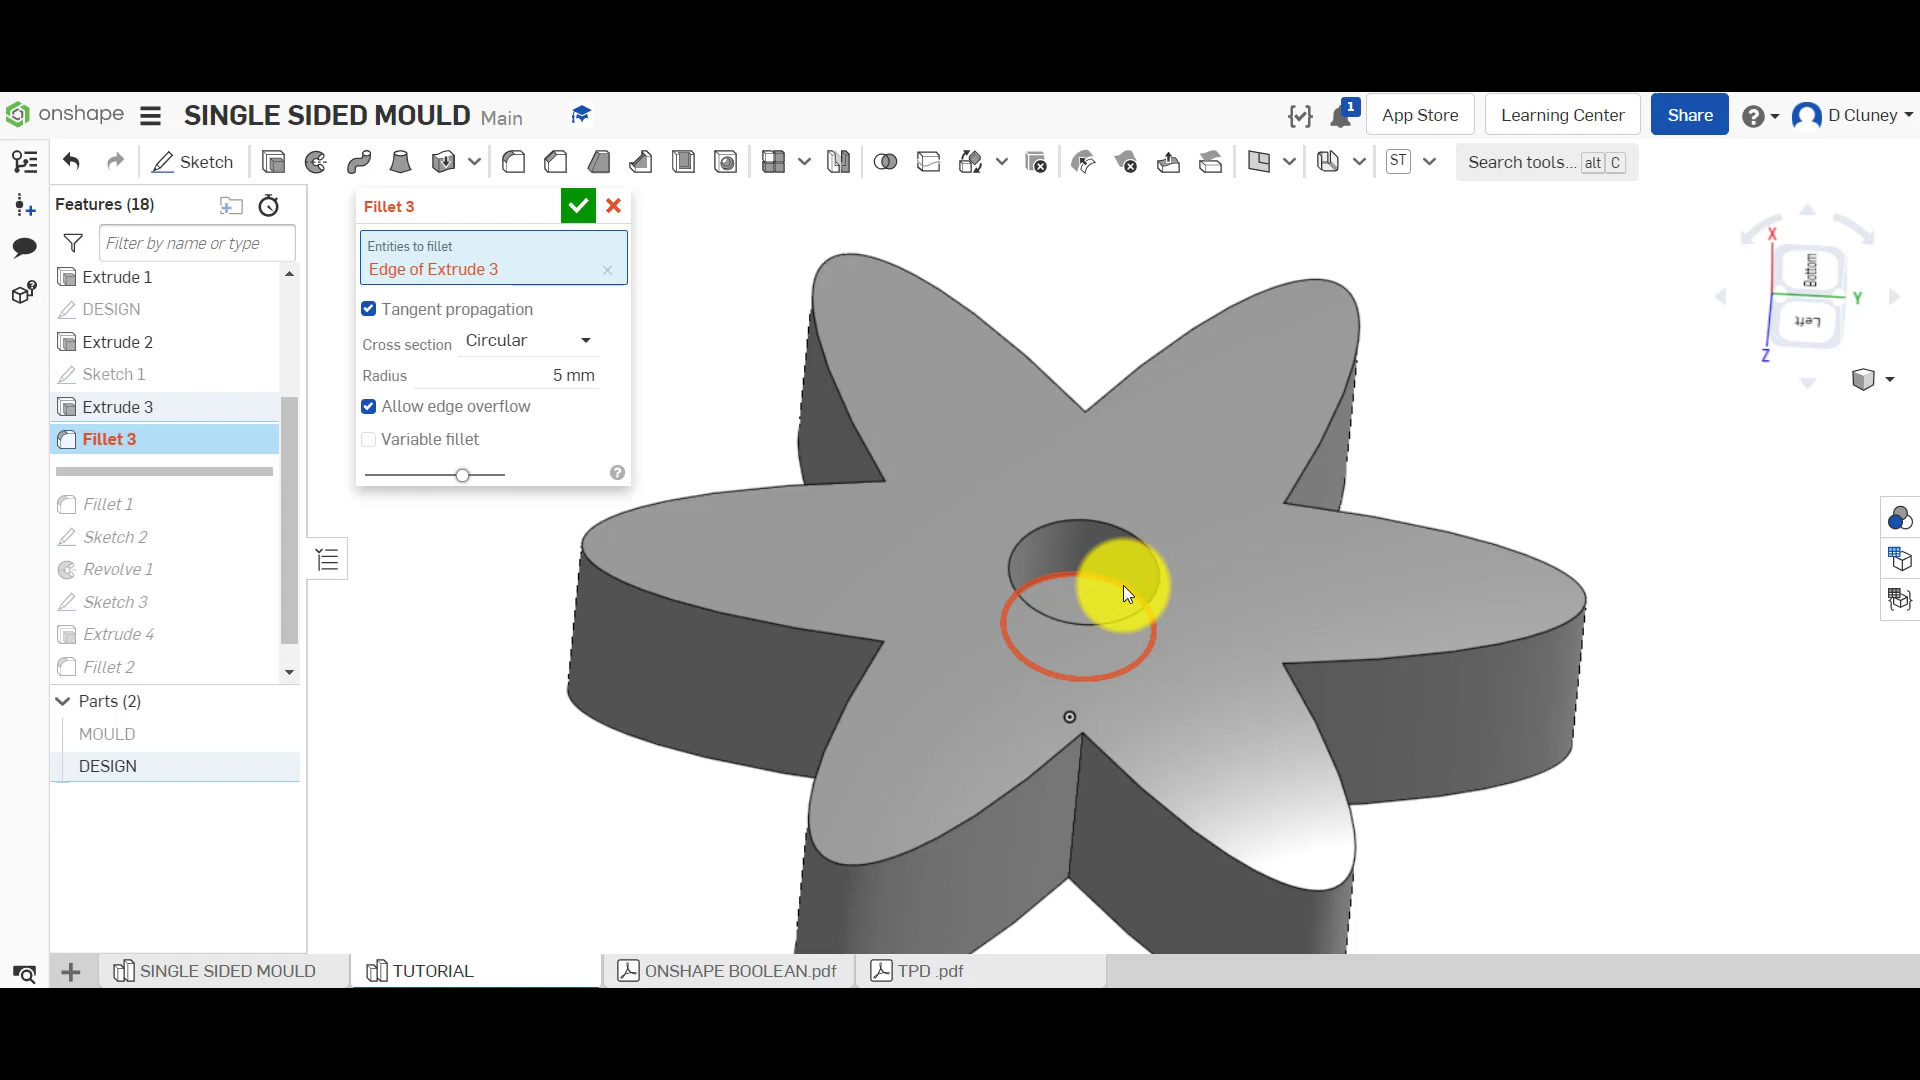 onshape SINGLE SIDED MOULD Main 1 App Store Learning Center Share ? D Cluney
Sketch ST Search tools... alt C
Features (18)
Filter by name or type
Extrude 1
DESIGN
Extrude 2
Sketch 1
Extrude 3
Fillet 3
Fillet 1
Sketch 2
Revolve 1
Sketch 3
Extrude 4
Fillet 2
Parts (2)
MOULD
DESIGN
Fillet 3
Entities to fillet
Edge of Extrude 3
Tangent propagation
Cross section Circular
Radius 5 mm
Allow edge overflow
Variable fillet
?
X
Bottom
Y
Left
Z
SINGLE SIDED MOULD TUTORIAL ONSHAPE BOOLEAN.pdf TPD .pdf